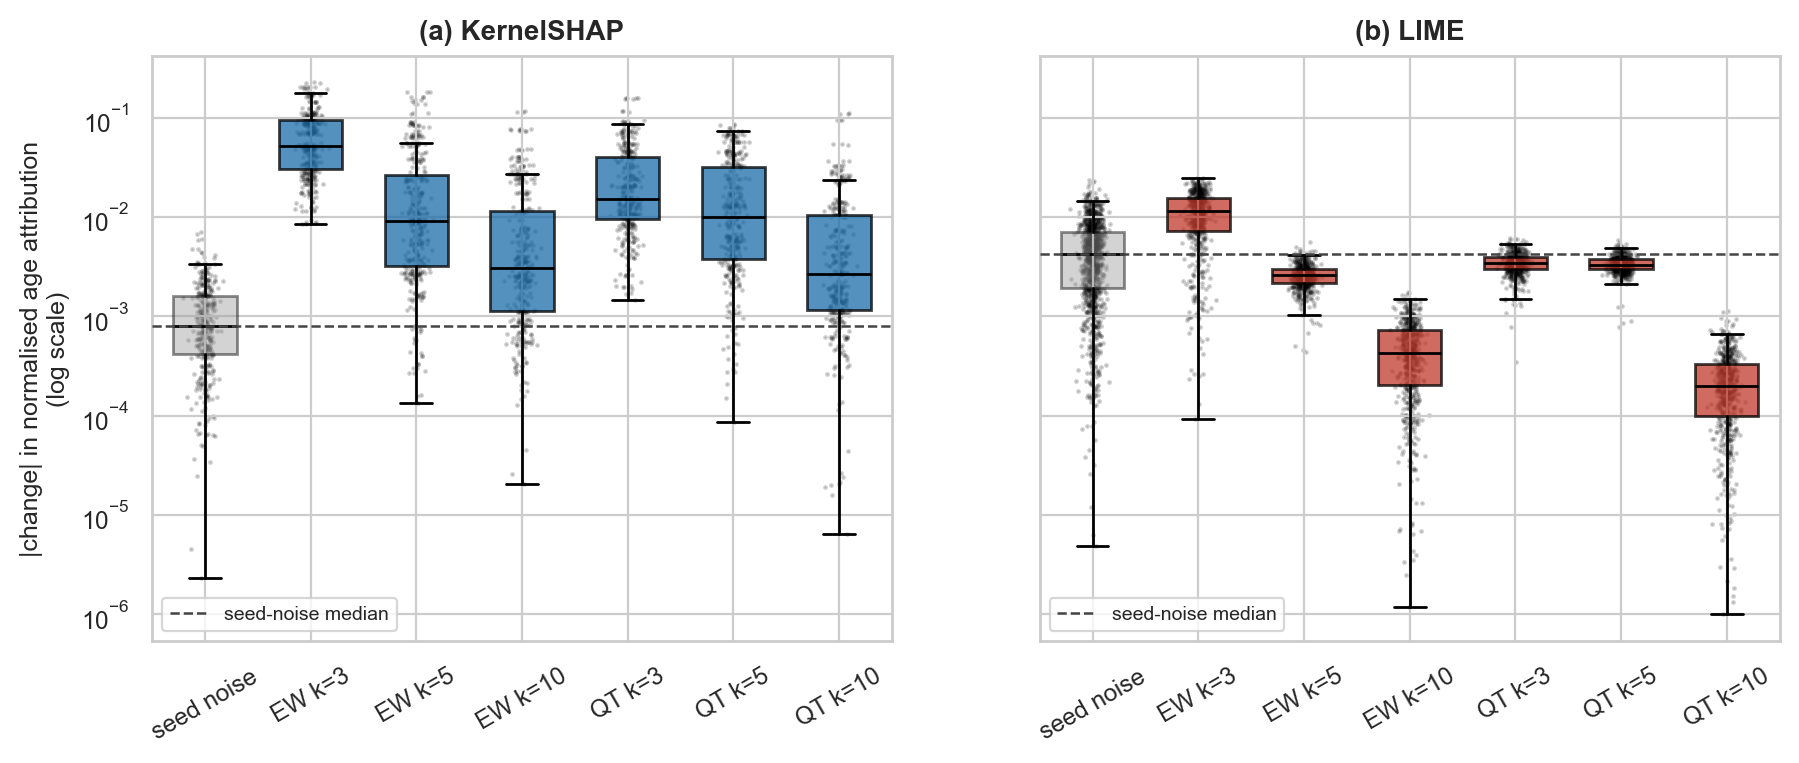 (a) KernelSHAP
(b) LIME
|change| in normalised age attribution
(log scale)
10⁻¹
10⁻²
10⁻³
10⁻⁴
10⁻⁵
10⁻⁶
seed-noise median
seed-noise median
seed noise
EW k=3
EW k=5
EW k=10
QT k=3
QT k=5
QT k=10
seed noise
EW k=3
EW k=5
EW k=10
QT k=3
QT k=5
QT k=10